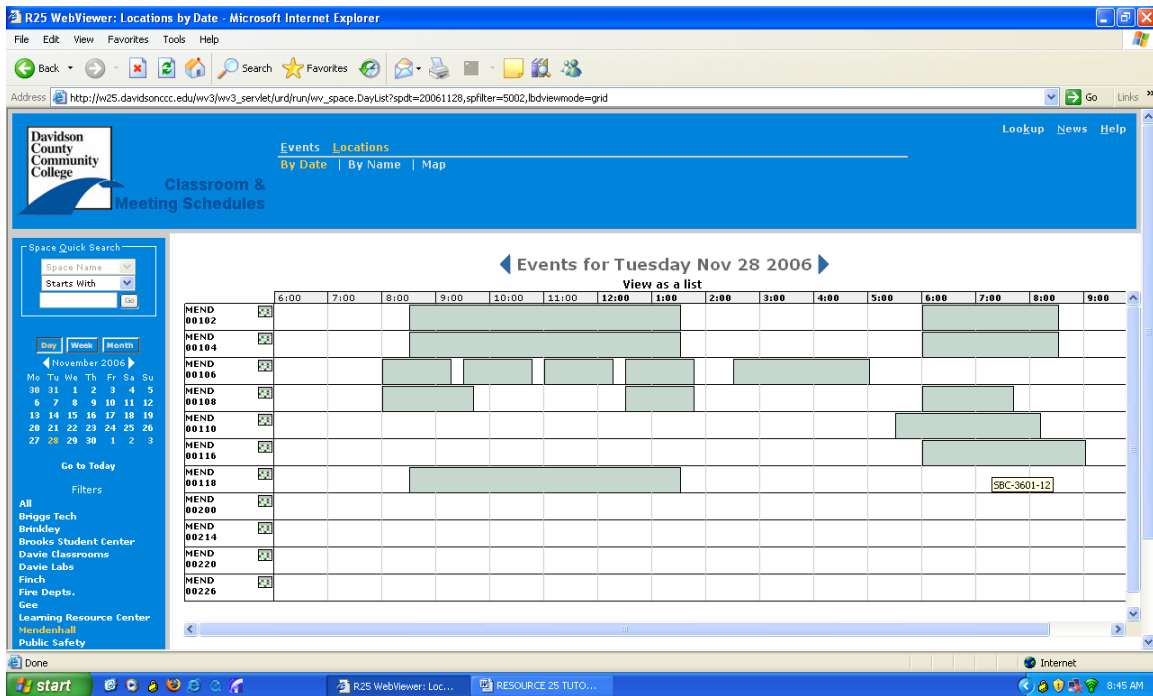 R25 WebViewer: Locations by Date - Microsoft Internet Explorer
File Edit View Favorites Tools Help
Back Search Favorites
Address http://w25.davidsonccc.edu/wv3/wv3_servlet/urd/run/wv_space.DayList?spdt=20061128,spfilter=5002,lbdviewmode=grid Go Links »
Lookup News Help
Davidson
County
Community
College
Events Locations
By Date | By Name | Map
Classroom &
Meeting Schedules
Space Quick Search
Space Name
Starts With
Go
Day Week Month
November 2006
Mo Tu We Th Fr Sa Su
30 31 1 2 3 4 5
6 7 8 9 10 11 12
13 14 15 16 17 18 19
20 21 22 23 24 25 26
27 28 29 30 1 2 3
Go to Today
Filters
All
Briggs Tech
Brinkley
Brooks Student Center
Davie Classrooms
Davie Labs
Finch
Fire Depts.
Gee
Learning Resource Center
Mendenhall
Public Safety
Events for Tuesday Nov 28 2006
View as a list
6:00 7:00 8:00 9:00 10:00 11:00 12:00 1:00 2:00 3:00 4:00 5:00 6:00 7:00 8:00 9:00
MEND
00102
MEND
00104
MEND
00106
MEND
00108
MEND
00110
MEND
00116
MEND
00118
SBC-3601-12
MEND
00200
MEND
00214
MEND
00220
MEND
00226
Done Internet
start R25 WebViewer: Loc... RESOURCE 25 TUTO... 8:45 AM